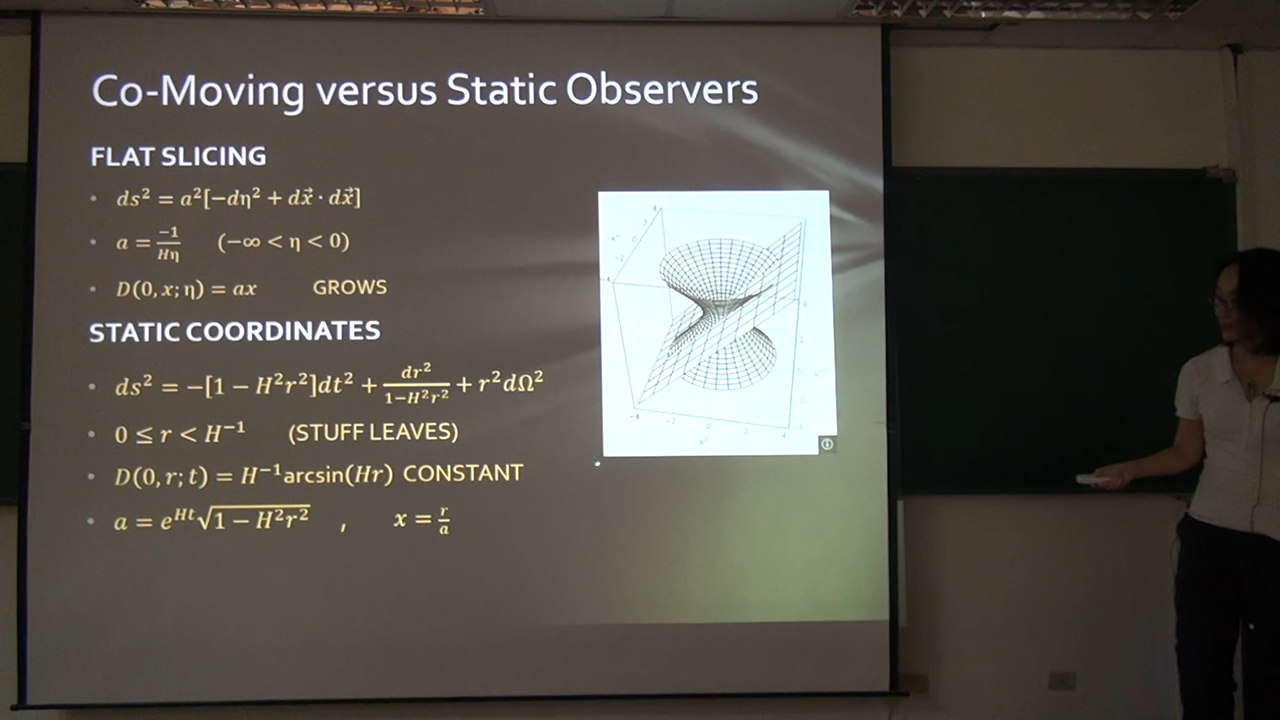 Co-Moving versus Static Observers
FLAT SLICING
• ds² = a²[−dη² + dx⃗ · dx⃗]
• a = −1/Hη (−∞ < η < 0)
• D(0, x; η) = ax GROWS
STATIC COORDINATES
• ds² = −[1 − H²r²]dt² + dr²/1−H²r² + r²dΩ²
• 0 ≤ r < H⁻¹ (STUFF LEAVES)
• D(0, r; t) = H⁻¹arcsin(Hr) CONSTANT
• a = e^{Ht}√(1 − H²r²) , x = r/a